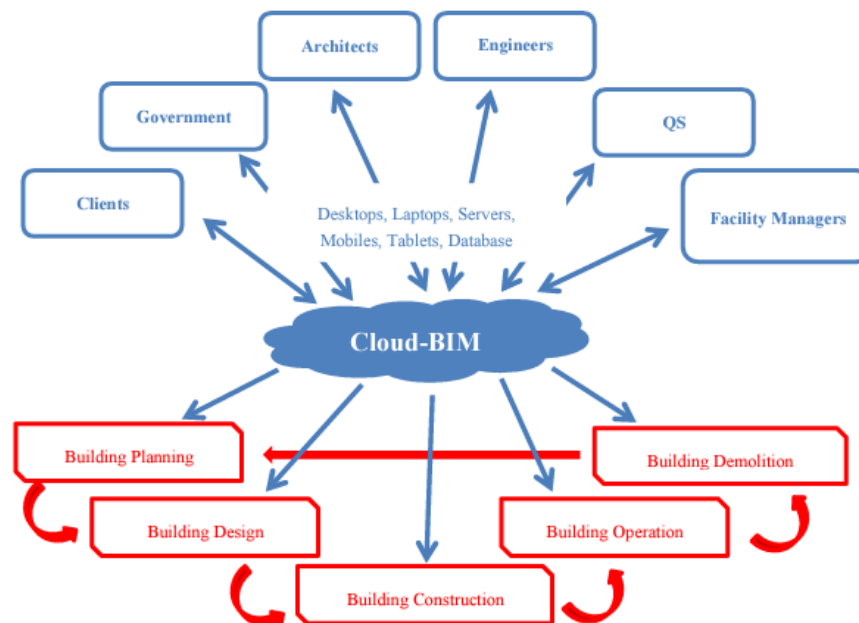 Architects
Engineers
Government
QS
Clients
Facility Managers
Desktops, Laptops, Servers,
Mobiles, Tablets, Database
Cloud-BIM
Building Planning
Building Demolition
Building Design
Building Operation
Building Construction